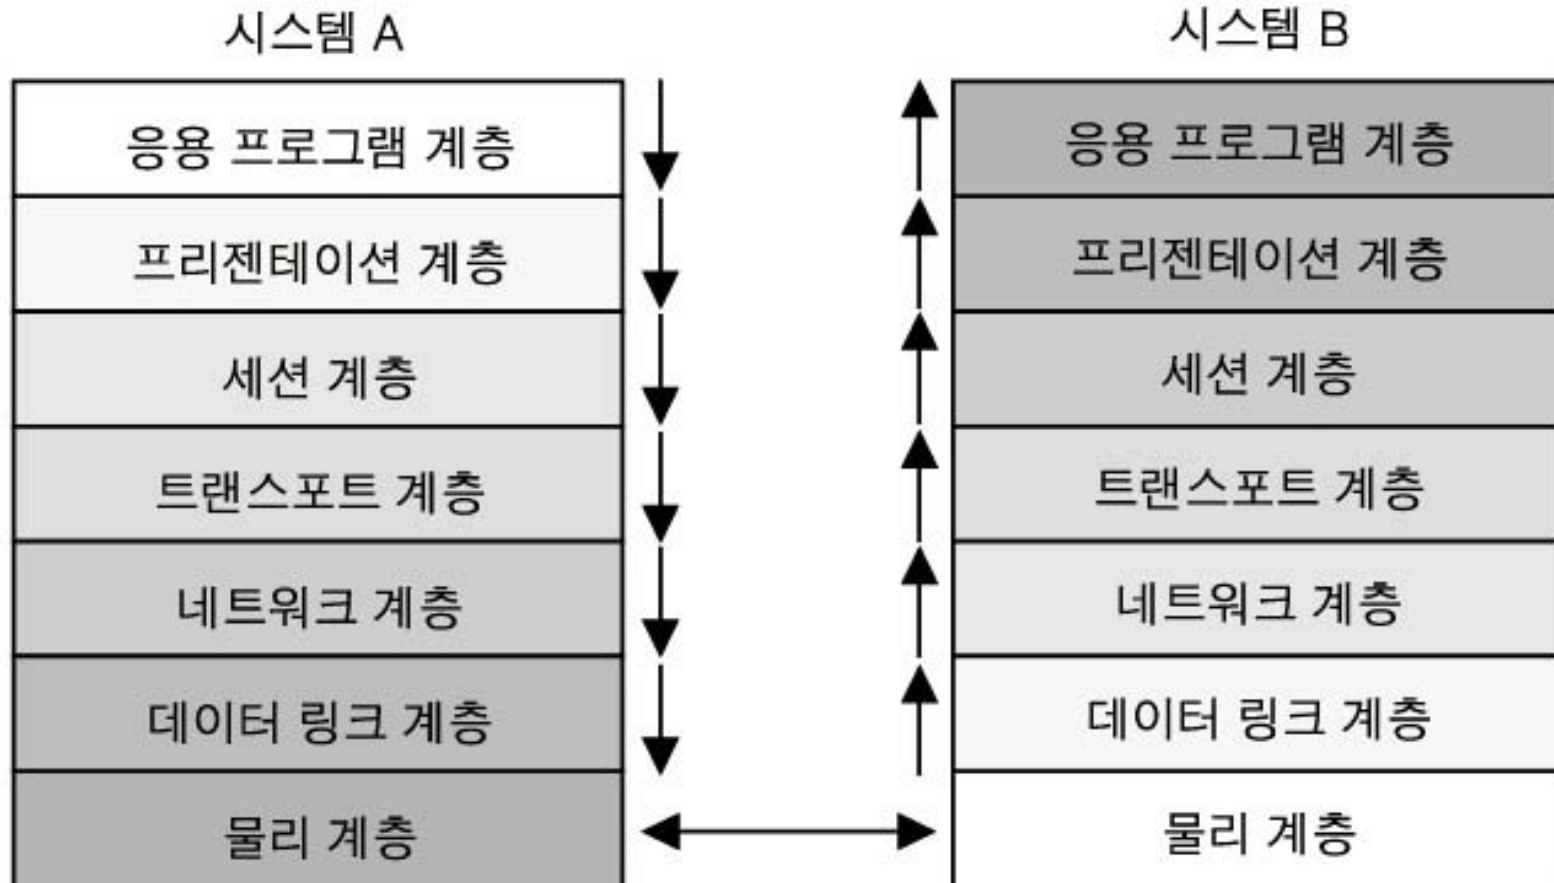 시스템 A
응용 프로그램 계층
프리젠테이션 계층
세션 계층
트랜스포트 계층
네트워크 계층
데이터 링크 계층
물리 계층
시스템 B
응용 프로그램 계층
프리젠테이션 계층
세션 계층
트랜스포트 계층
네트워크 계층
데이터 링크 계층
물리 계층